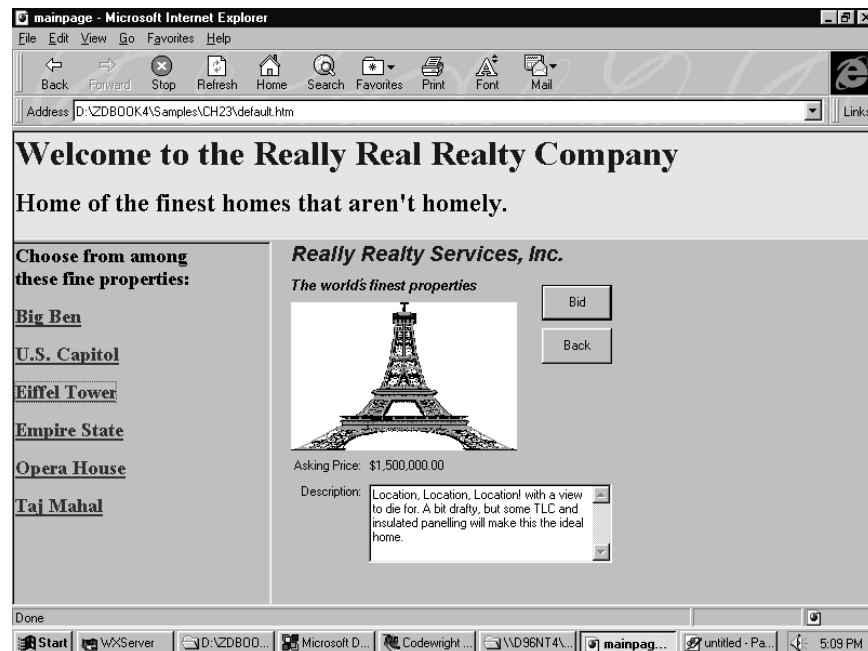 mainpage - Microsoft Internet Explorer
File Edit View Go Favorites Help
Back Forward Stop Refresh Home Search Favorites Print Font Mail
Address D:\ZDBOOK4\Samples\CH23\default.htm Links
Welcome to the Really Real Realty Company
Home of the finest homes that aren't homely.
Choose from among
these fine properties:
Big Ben
U.S. Capitol
Eiffel Tower
Empire State
Opera House
Taj Mahal
Really Realty Services, Inc.
The world's finest properties
Bid
Back
Asking Price: $1,500,000.00
Description:
Location, Location, Location! with a view
to die for. A bit drafty, but some TLC and
insulated panelling will make this the ideal
home.
Done
Start WXServer D:\ZDBOO... Microsoft D... Codewright ... \\D96NT4\... mainpag... untitled - Pa... 5:09 PM